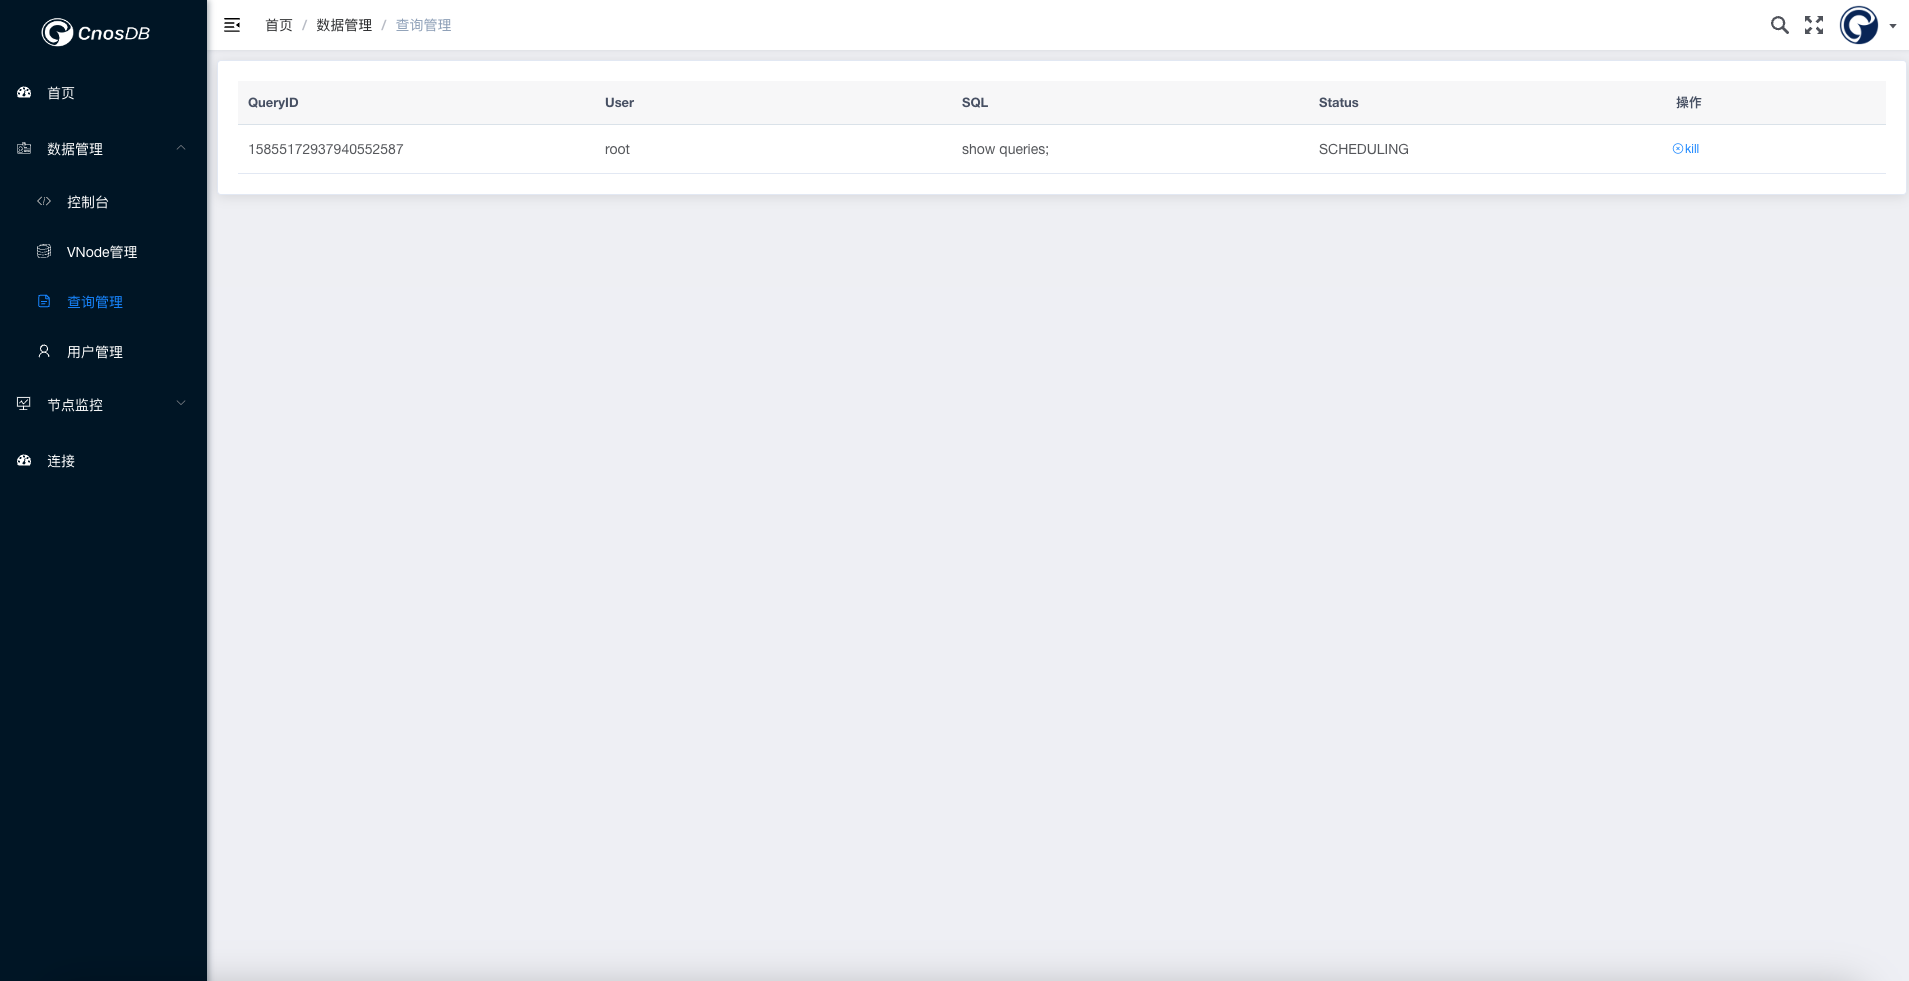 CnosDB
首页
数据管理
控制台
VNode管理
查询管理
用户管理
节点监控
连接
首页 / 数据管理 / 查询管理
QueryID User SQL Status 操作
15855172937940552587 root show queries; SCHEDULING kill